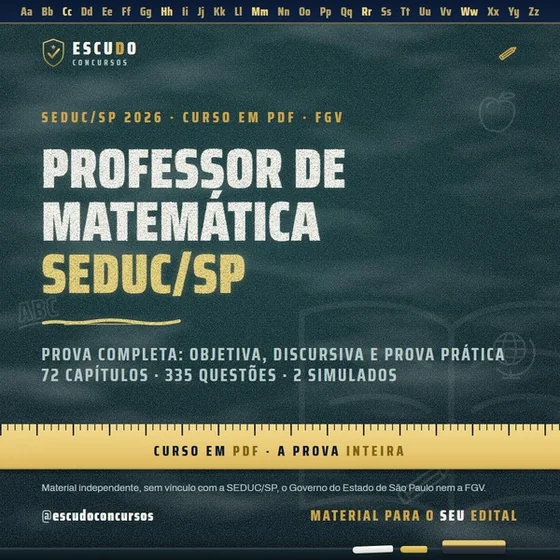 Aa Bb Cc Dd Ee Ff Gg Hh Ii Jj Kk Ll Mm Nn Oo Pp Qq Rr Ss Tt Uu Vv Ww Xx Yy Zz
ESCUDO
CONCURSOS
SEDUC/SP 2026 · CURSO EM PDF · FGV
PROFESSOR DE
MATEMÁTICA
SEDUC/SP
ABC
PROVA COMPLETA: OBJETIVA, DISCURSIVA E PROVA PRÁTICA
72 CAPÍTULOS · 335 QUESTÕES · 2 SIMULADOS
CURSO EM PDF · A PROVA INTEIRA
Material independente, sem vínculo com a SEDUC/SP, o Governo do Estado de São Paulo nem a FGV.
@escudoconcursos
MATERIAL PARA O SEU EDITAL